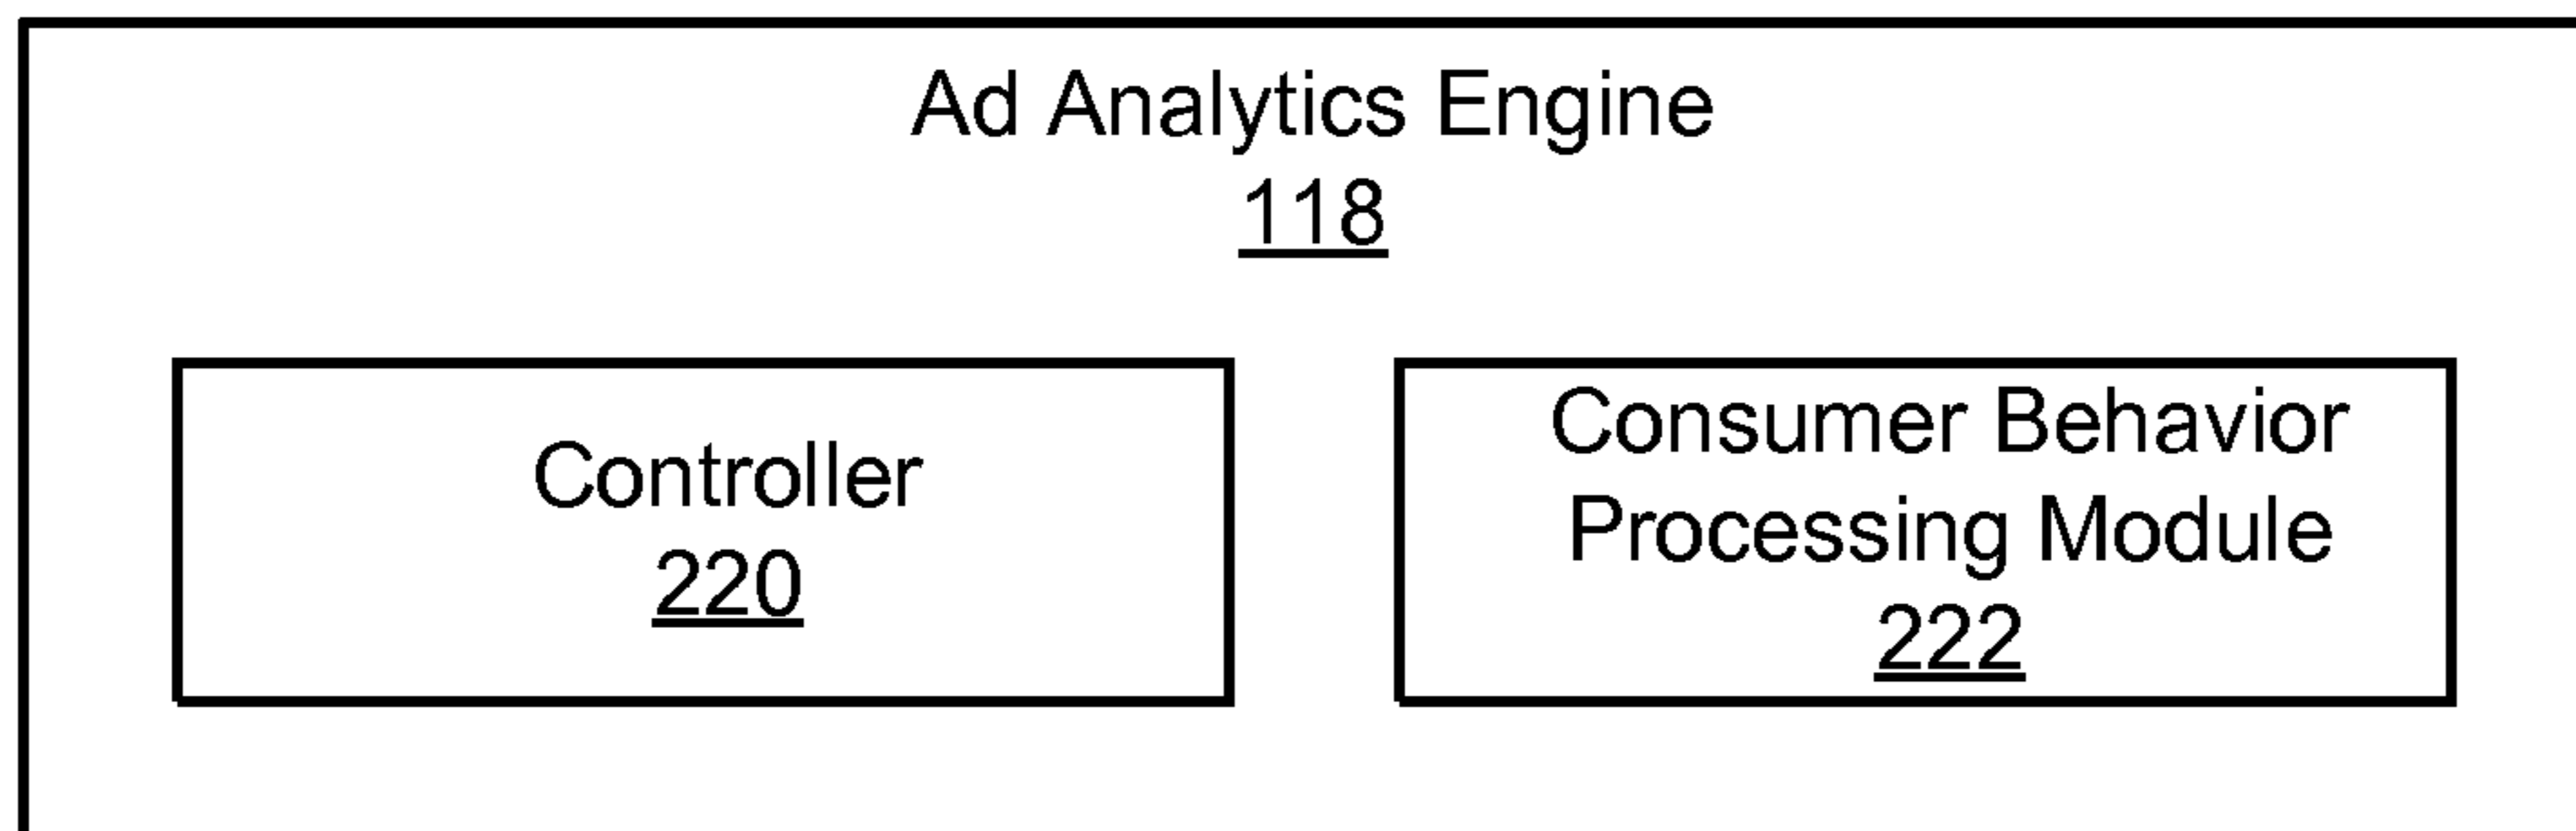 Ad Analytics Engine
118
Controller
220
Consumer Behavior
Processing Module
222